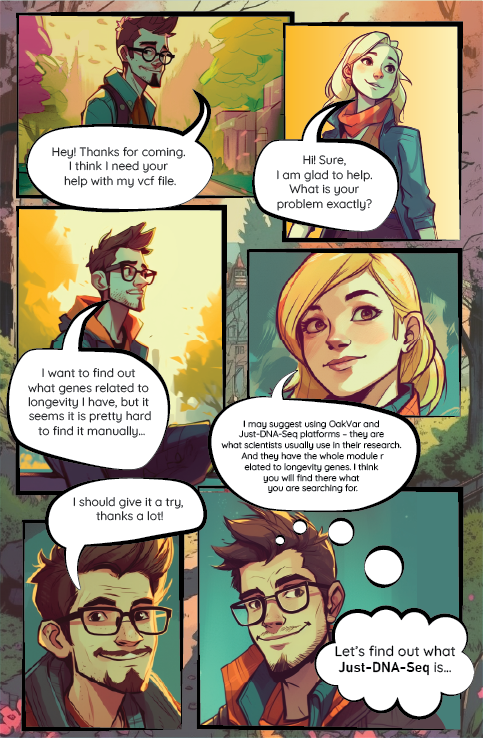 Hey! Thanks for coming.
I think I need your
help with my vcf file.
Hi! Sure,
I am glad to help.
What is your
problem exactly?
I want to find out
what genes related to
longevity I have, but it
seems it is pretty hard
to find it manually...
I may suggest using OakVar and
Just-DNA-Seq platforms – they are
what scientists usually use in their research.
And they have the whole module r
elated to longevity genes. I think
you will find there what
you are searching for.
I should give it a try,
thanks a lot!
Let's find out what
Just-DNA-Seq is...